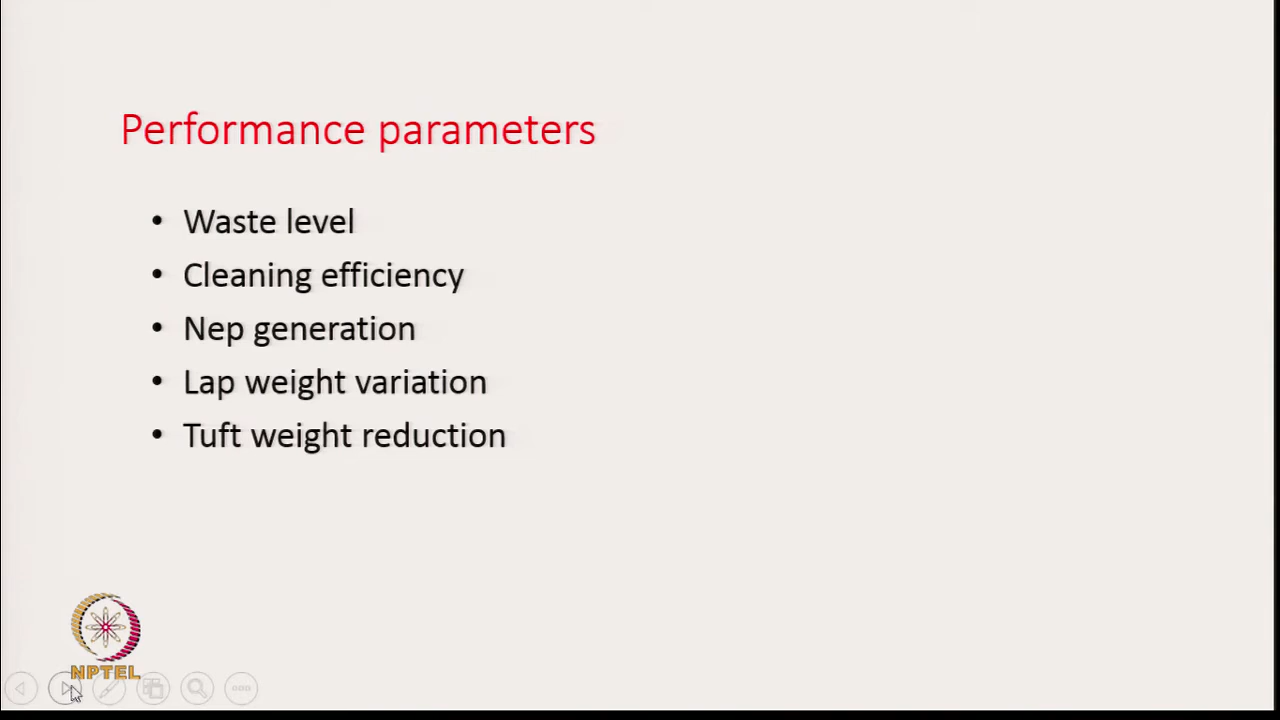 Performance parameters
• Waste level
• Cleaning efficiency
• Nep generation
• Lap weight variation
• Tuft weight reduction
NPTEL